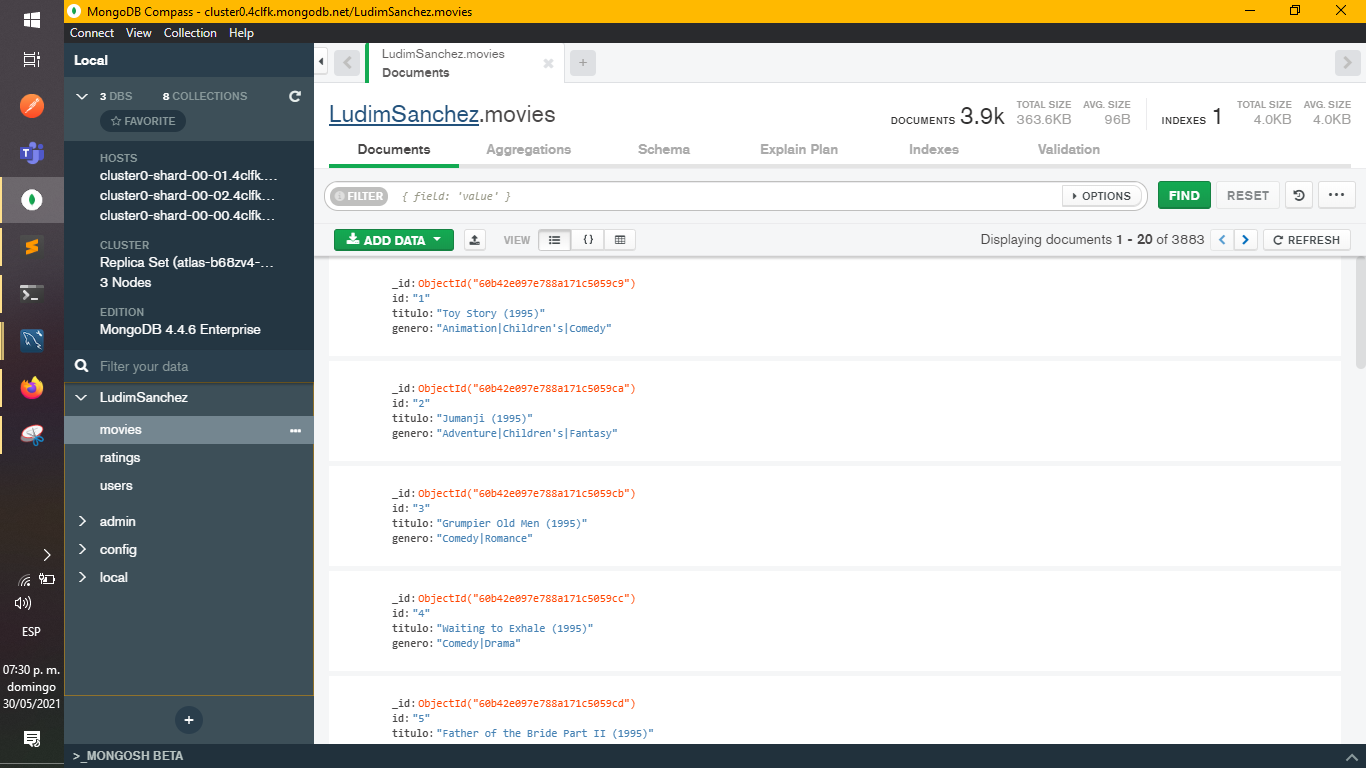 MongoDB Compass - cluster0.4clfk.mongodb.net/LudimSanchez.movies
Connect View Collection Help
Local
3 DBS 8 COLLECTIONS
FAVORITE
HOSTS
cluster0-shard-00-01.4clfk....
cluster0-shard-00-02.4clfk...
cluster0-shard-00-00.4clfk...
CLUSTER
Replica Set (atlas-b68zv4-...
3 Nodes
EDITION
MongoDB 4.4.6 Enterprise
Filter your data
LudimSanchez
movies
ratings
users
admin
config
local
>_MONGOSH BETA
ESP
07:30 p. m.
domingo
30/05/2021
LudimSanchez.movies
Documents
LudimSanchez.movies
DOCUMENTS 3.9k TOTAL SIZE 363.6KB AVG. SIZE 96B INDEXES 1 TOTAL SIZE 4.0KB AVG. SIZE 4.0KB
Documents Aggregations Schema Explain Plan Indexes Validation
FILTER { field: 'value' } OPTIONS FIND RESET
ADD DATA VIEW {} Displaying documents 1 - 20 of 3883 REFRESH
_id: ObjectId("60b42e097e788a171c5059c9")
id: "1"
titulo: "Toy Story (1995)"
genero: "Animation|Children's|Comedy"
_id: ObjectId("60b42e097e788a171c5059ca")
id: "2"
titulo: "Jumanji (1995)"
genero: "Adventure|Children's|Fantasy"
_id: ObjectId("60b42e097e788a171c5059cb")
id: "3"
titulo: "Grumpier Old Men (1995)"
genero: "Comedy|Romance"
_id: ObjectId("60b42e097e788a171c5059cc")
id: "4"
titulo: "Waiting to Exhale (1995)"
genero: "Comedy|Drama"
_id: ObjectId("60b42e097e788a171c5059cd")
id: "5"
titulo: "Father of the Bride Part II (1995)"